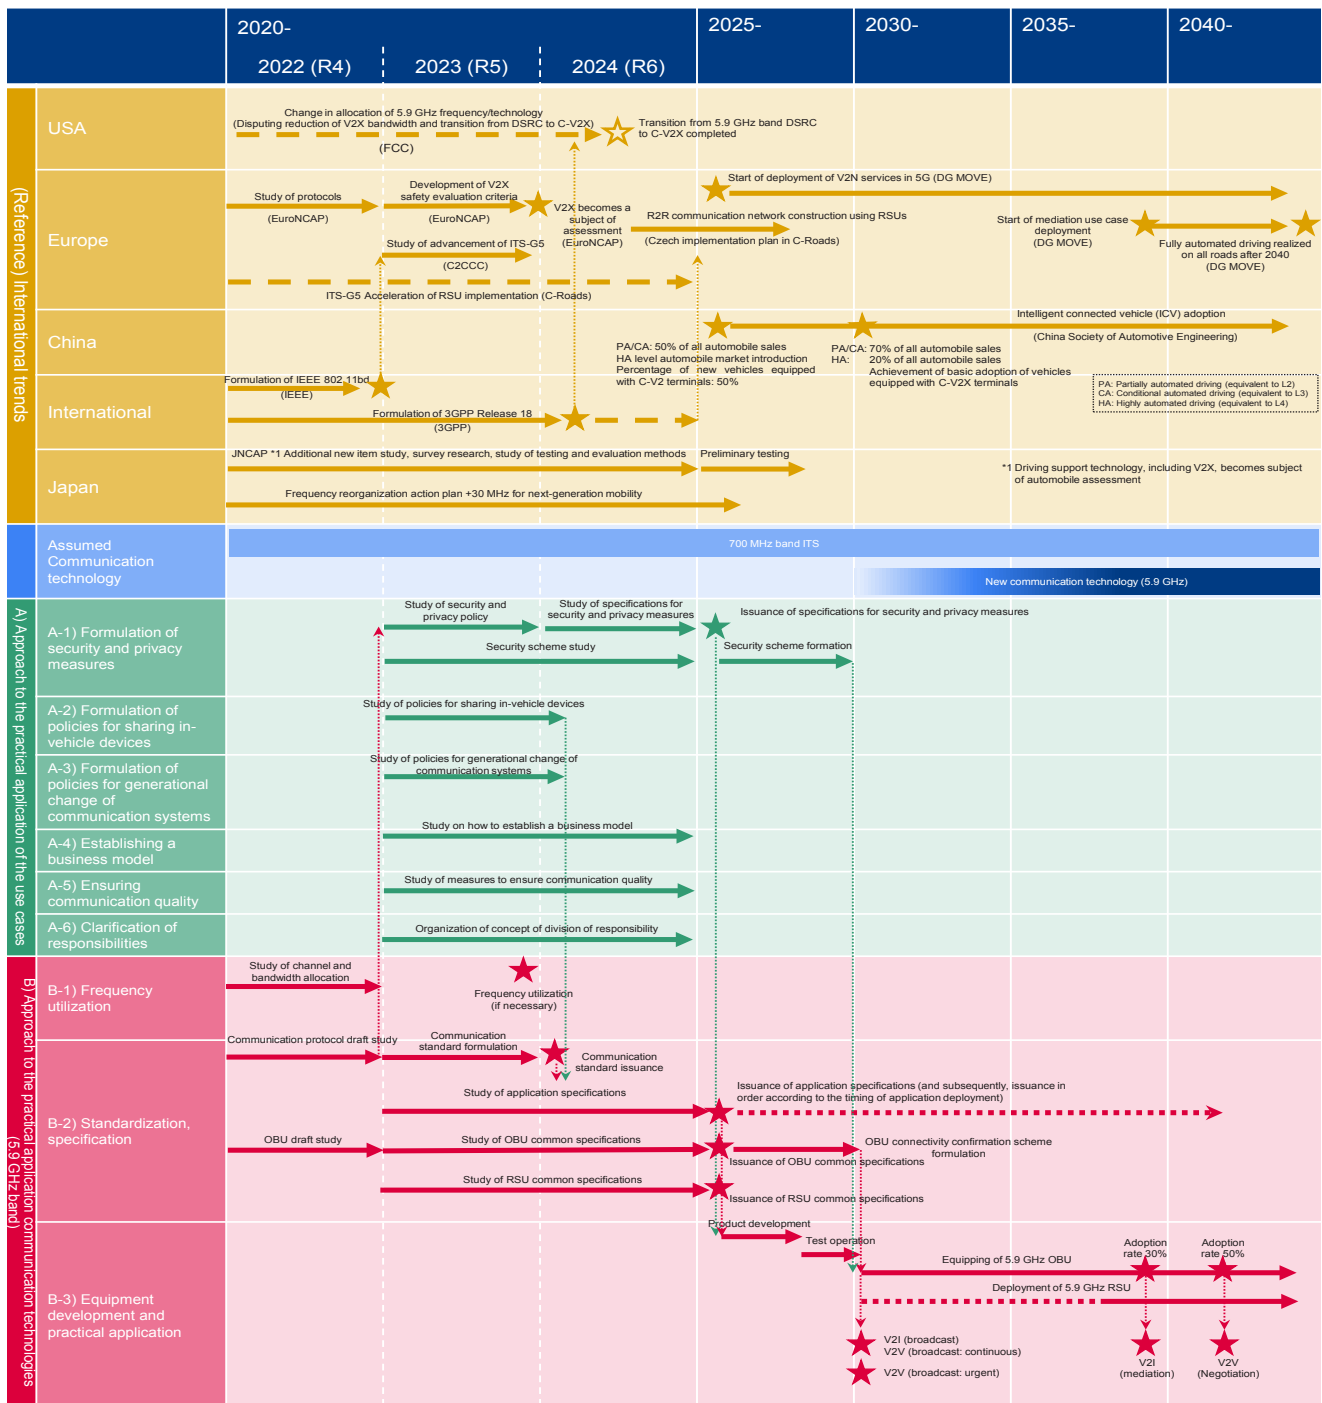 2020-
2025-
2030-
2035-
2040-
2022 (R4)
2023 (R5)
2024 (R6)
(Reference) International trends
USA
Change in allocation of 5.9 GHz frequency/technology
(Disputing reduction of V2X bandwidth and transition from DSRC to C-V2X)
(FCC)
Transition from 5.9 GHz band DSRC
to C-V2X completed
Europe
Study of protocols
(EuroNCAP)
Development of V2X
safety evaluation criteria
(EuroNCAP)
V2X becomes a
subject of
assessment
(EuroNCAP)
Study of advancement of ITS-G5
(C2CCC)
ITS-G5 Acceleration of RSU implementation (C-Roads)
Start of deployment of V2N services in 5G (DG MOVE)
R2R communication network construction using RSUs
(Czech implementation plan in C-Roads)
Start of mediation use case
deployment
(DG MOVE)
Fully automated driving realized
on all roads after 2040
(DG MOVE)
China
Intelligent connected vehicle (ICV) adoption
(China Society of Automotive Engineering)
PA/CA: 50% of all automobile sales
HA level automobile market introduction
Percentage of new vehicles equipped
with C-V2 terminals: 50%
PA/CA: 70% of all automobile sales
HA: 20% of all automobile sales
Achievement of basic adoption of vehicles
equipped with C-V2X terminals
PA: Partially automated driving (equivalent to L2)
CA: Conditional automated driving (equivalent to L3)
HA: Highly automated driving (equivalent to L4)
International
Formulation of IEEE 802.11bd
(IEEE)
Formulation of 3GPP Release 18
(3GPP)
Japan
JNCAP *1 Additional new item study, survey research, study of testing and evaluation methods
Preliminary testing
*1 Driving support technology, including V2X, becomes subject
of automobile assessment
Frequency reorganization action plan +30 MHz for next-generation mobility
Assumed
Communication
technology
700 MHz band ITS
New communication technology (5.9 GHz)
A) Approach to the practical application of the use cases
A-1) Formulation of
security and privacy
measures
Study of security and
privacy policy
Study of specifications for
security and privacy measures
Issuance of specifications for security and privacy measures
Security scheme study
Security scheme formation
A-2) Formulation of
policies for sharing in-
vehicle devices
Study of policies for sharing in-vehicle devices
A-3) Formulation of
policies for generational
change of
communication systems
Study of policies for generational change of
communication systems
A-4) Establishing a
business model
Study on how to establish a business model
A-5) Ensuring
communication quality
Study of measures to ensure communication quality
A-6) Clarification of
responsibilities
Organization of concept of division of responsibility
B) Approach to the practical application communication technologies
(5.9 GHz band)
B-1) Frequency
utilization
Study of channel and
bandwidth allocation
Frequency utilization
(if necessary)
B-2) Standardization,
specification
Communication protocol draft study
Communication
standard formulation
Communication
standard issuance
Study of application specifications
Issuance of application specifications (and subsequently, issuance in
order according to the timing of application deployment)
OBU draft study
Study of OBU common specifications
Issuance of OBU common specifications
OBU connectivity confirmation scheme
formulation
Study of RSU common specifications
Issuance of RSU common specifications
B-3) Equipment
development and
practical application
Product development
Test operation
Equipping of 5.9 GHz OBU
Adoption
rate 30%
Adoption
rate 50%
Deployment of 5.9 GHz RSU
V2I (broadcast)
V2V (broadcast: continuous)
V2V (broadcast: urgent)
V2I
(mediation)
V2V
(Negotiation)